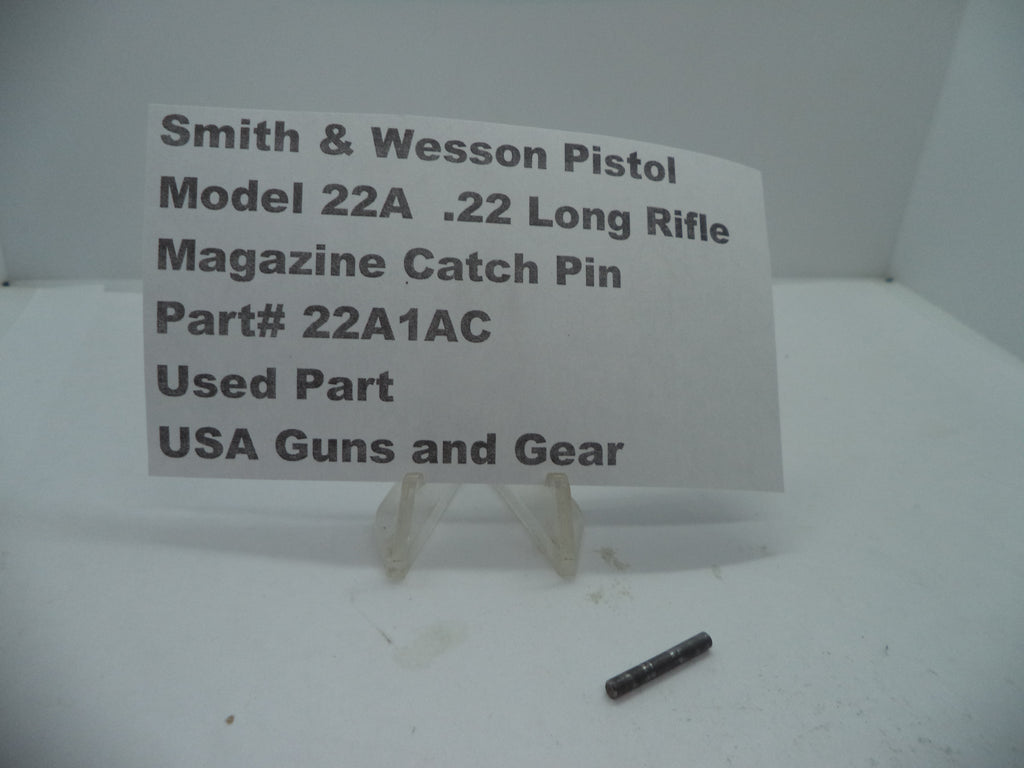 Smith & Wesson Pistol
Model 22A .22 Long Rifle
Magazine Catch Pin
Part# 22A1AC
Used Part
USA Guns and Gear